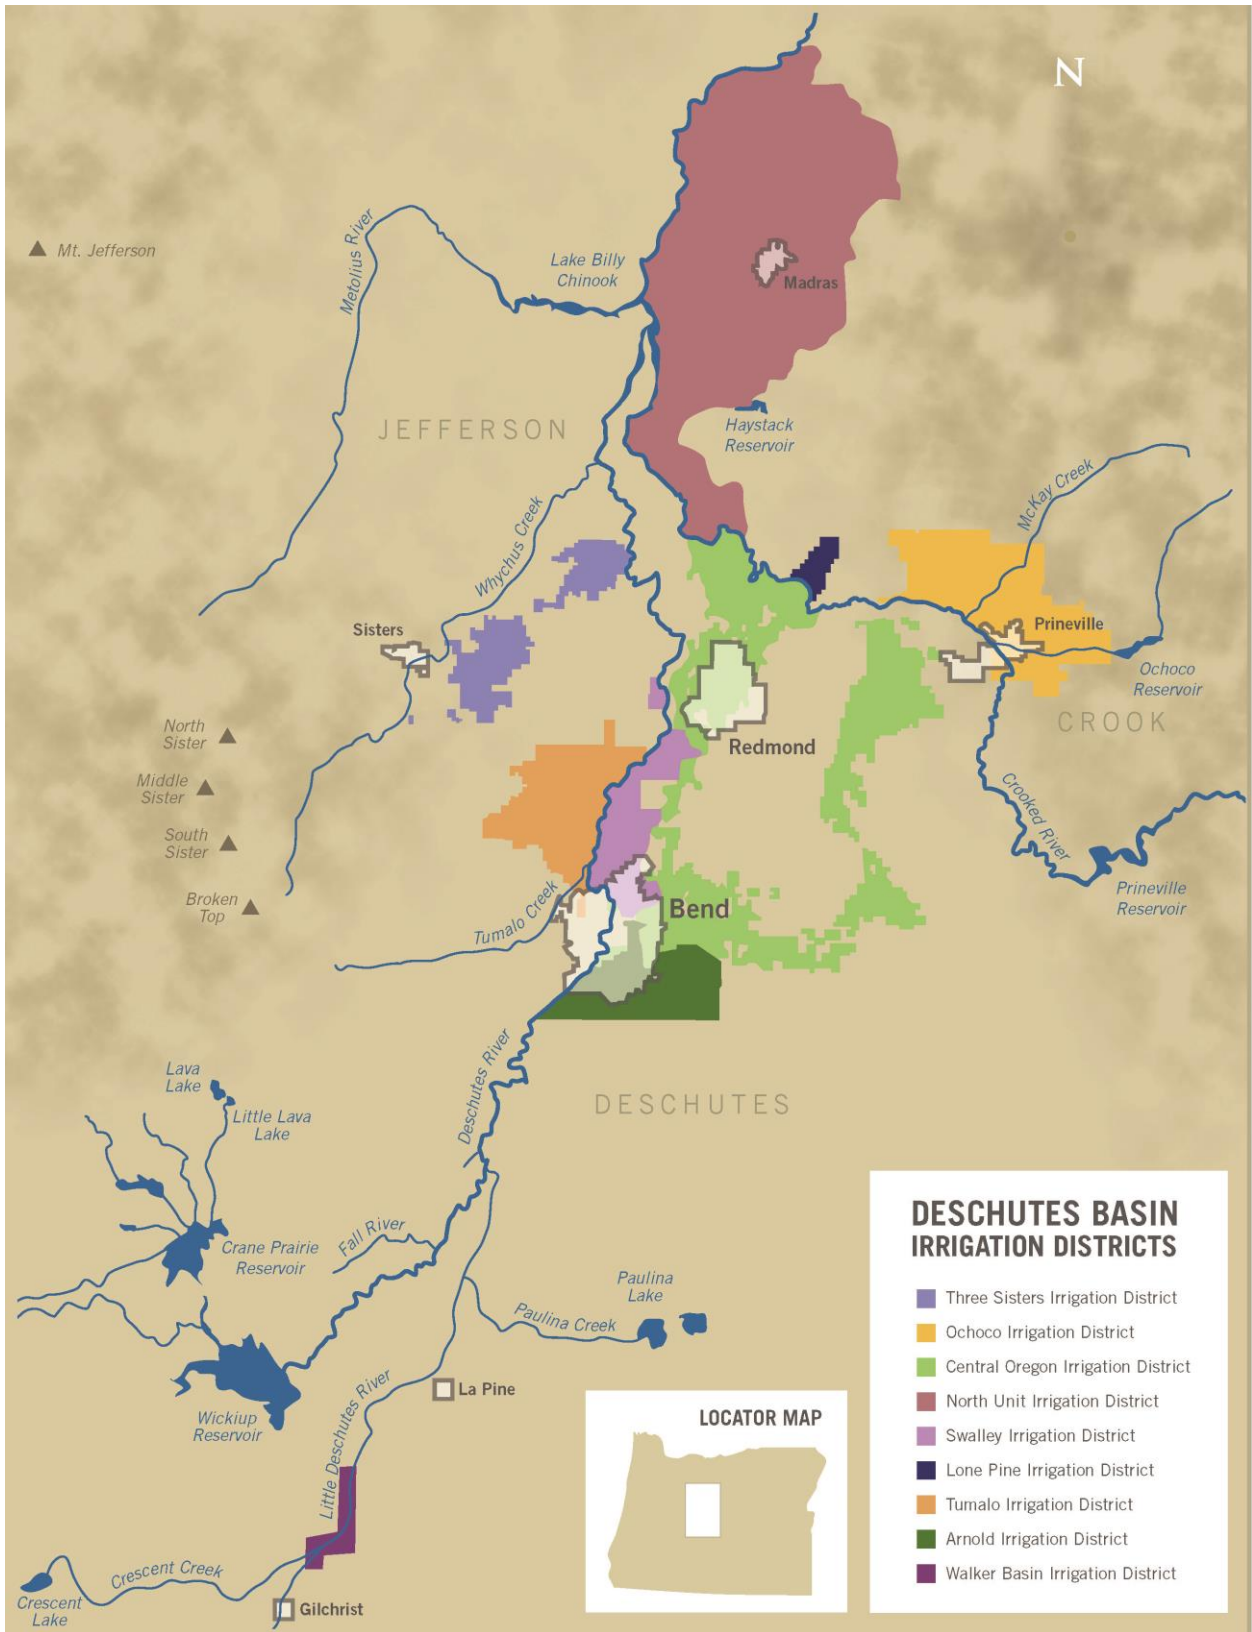 N
Mt. Jefferson
Metolius River
Lake Billy
Chinook
Madras
JEFFERSON
Haystack
Reservoir
McKay Creek
Whychus Creek
Sisters
Prineville
Ochoco
Reservoir
CROOK
North
Sister
Redmond
Middle
Sister
Crooked River
South
Sister
Prineville
Reservoir
Broken
Top
Tumalo Creek
Bend
Deschutes River
Lava
Lake
Little Lava
Lake
DESCHUTES
Fall River
Crane Prairie
Reservoir
Paulina
Lake
Paulina Creek
La Pine
Wickiup
Reservoir
Little Deschutes River
Crescent Creek
Crescent
Lake
Gilchrist
LOCATOR MAP
DESCHUTES BASIN
IRRIGATION DISTRICTS
Three Sisters Irrigation District
Ochoco Irrigation District
Central Oregon Irrigation District
North Unit Irrigation District
Swalley Irrigation District
Lone Pine Irrigation District
Tumalo Irrigation District
Arnold Irrigation District
Walker Basin Irrigation District